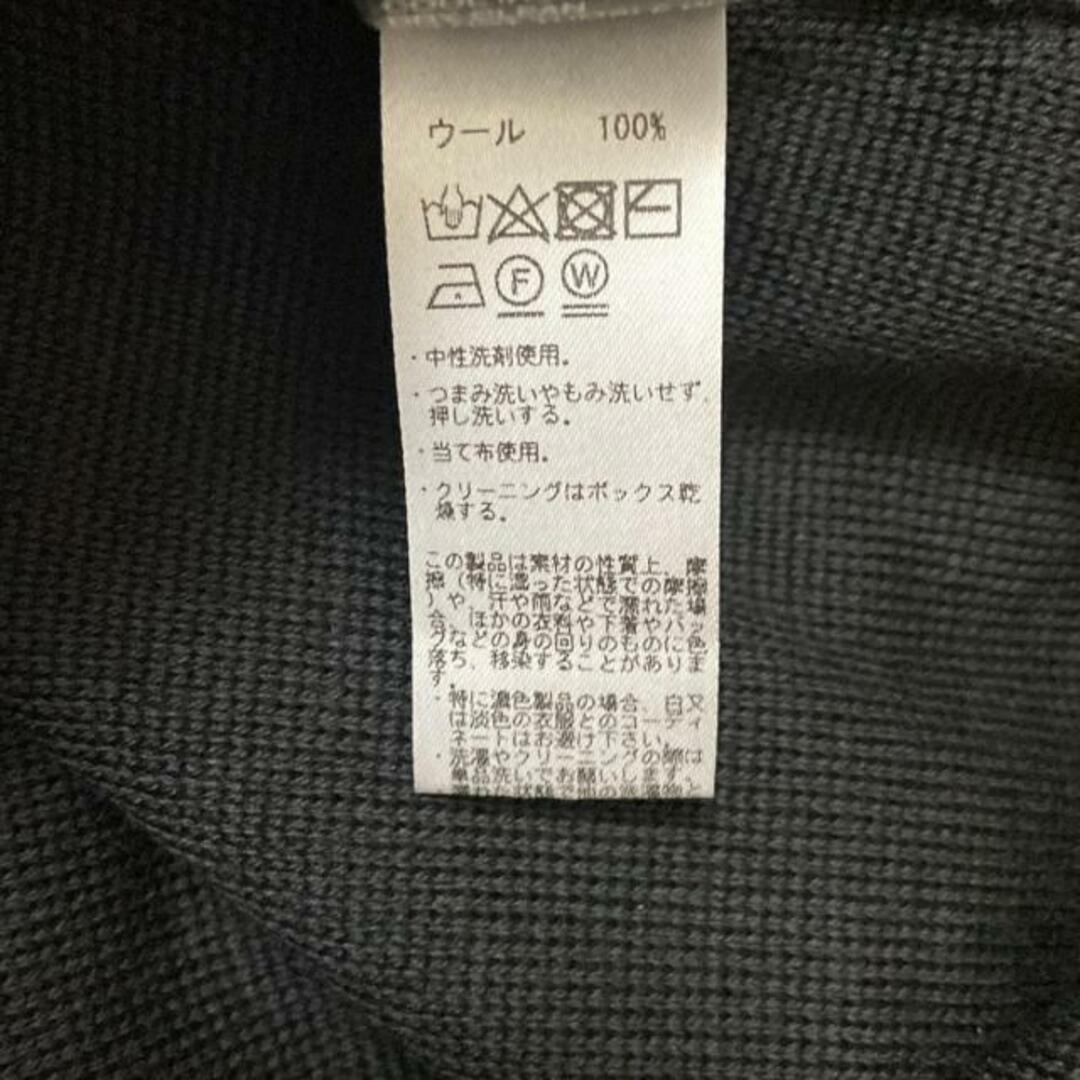 ウール 100%
F W
・中性洗剤使用。
・つまみ洗いやもみ洗いせず、
押し洗いする。
・当て布使用。
・クリーニングはボックス乾
燥する。
この製品は素材の性質上、摩
擦(特に湿った状態での摩擦
)や、汗や雨などで濡れた場
合、ほかの衣料や下着やバッ
グなどの身の回りのものに色
落ち、移染することがありま
す。
・特に濃色製品の場合、白又
は淡色の衣服とのコーディ
ネートはお避け下さい。
・洗濯やクリーニングの際は
単品洗いでお願いします。